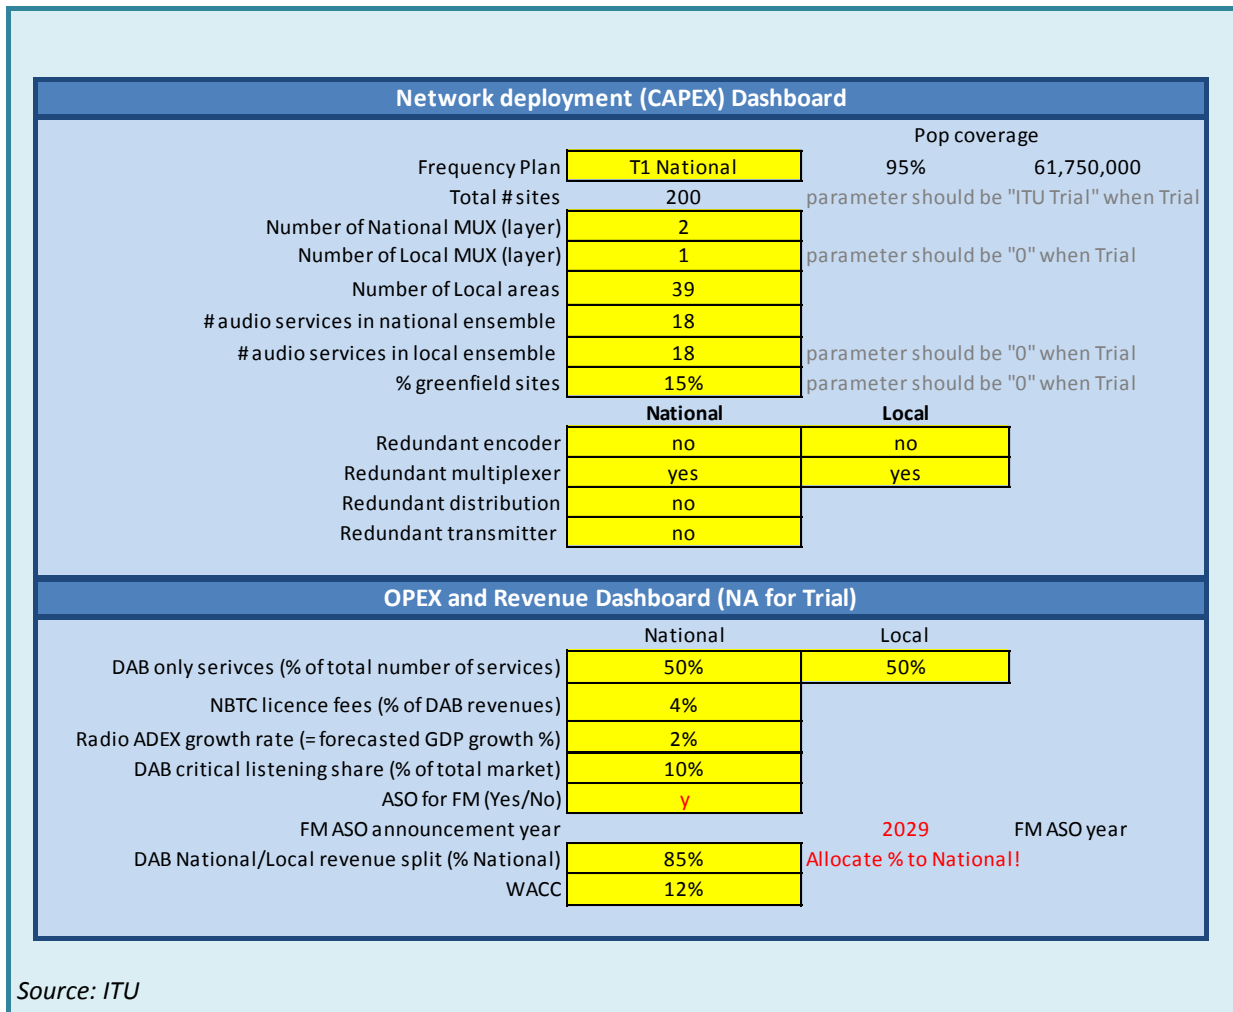 Network deployment (CAPEX) Dashboard
Pop coverage
Frequency Plan T1 National 95% 61,750,000
Total # sites 200 parameter should be "ITU Trial" when Trial
Number of National MUX (layer) 2
Number of Local MUX (layer) 1 parameter should be "0" when Trial
Number of Local areas 39
# audio services in national ensemble 18
# audio services in local ensemble 18 parameter should be "0" when Trial
% greenfield sites 15% parameter should be "0" when Trial
National Local
Redundant encoder no no
Redundant multiplexer yes yes
Redundant distribution no
Redundant transmitter no
OPEX and Revenue Dashboard (NA for Trial)
National Local
DAB only serivces (% of total number of services) 50% 50%
NBTC licence fees (% of DAB revenues) 4%
Radio ADEX growth rate (= forecasted GDP growth %) 2%
DAB critical listening share (% of total market) 10%
ASO for FM (Yes/No) y
FM ASO announcement year 2029 FM ASO year
DAB National/Local revenue split (% National) 85% Allocate % to National!
WACC 12%
Source: ITU